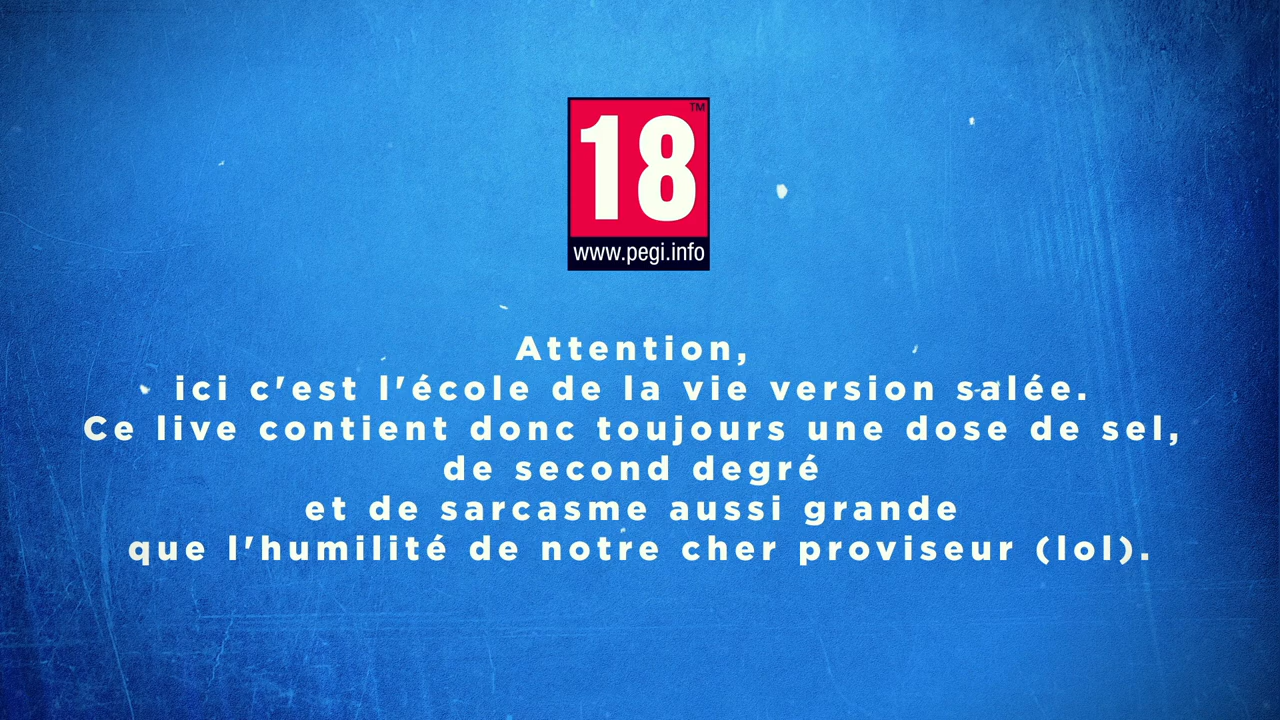 18
TM
www.pegi.info
Attention,
ici c'est l'école de la vie version salée.
Ce live contient donc toujours une dose de sel,
de second degré
et de sarcasme aussi grande
que l'humilité de notre cher proviseur (lol).